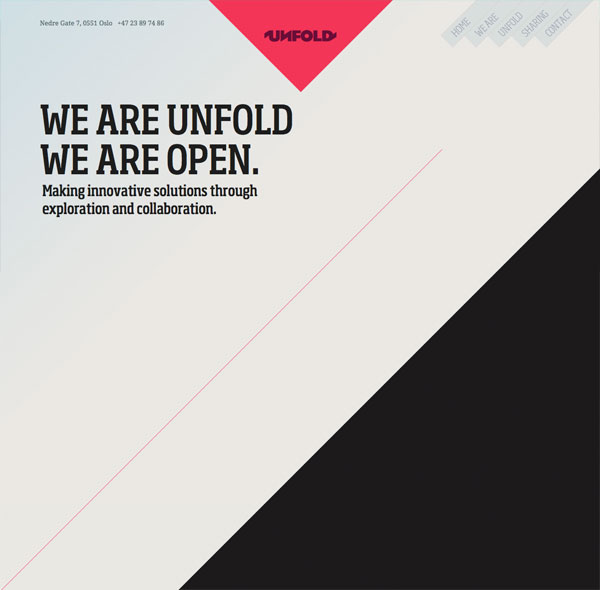 Nedre Gate 7, 0551 Oslo +47 23 89 74 86
UNFOLD
HOME
WE ARE
UNFOLD
SHARING
CONTACT
WE ARE UNFOLD
WE ARE OPEN.
Making innovative solutions through
exploration and collaboration.